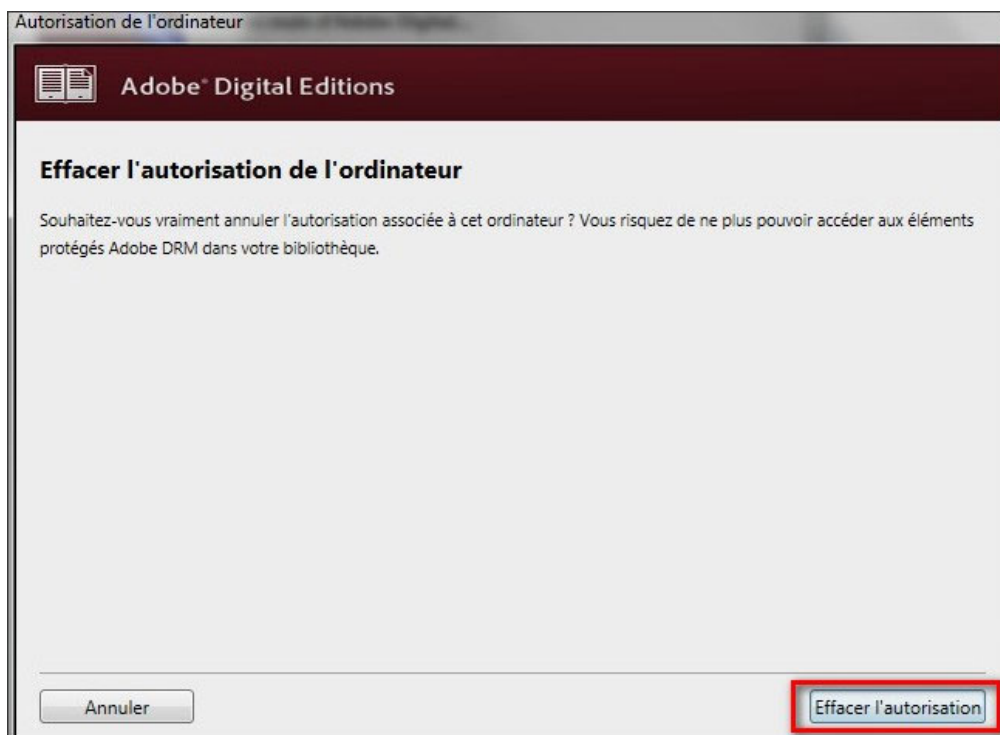 Autorisation de l'ordinateur
Adobe® Digital Editions
Effacer l'autorisation de l'ordinateur
Souhaitez-vous vraiment annuler l'autorisation associée à cet ordinateur ? Vous risquez de ne plus pouvoir accéder aux éléments
protégés Adobe DRM dans votre bibliothèque.
Annuler
Effacer l'autorisation